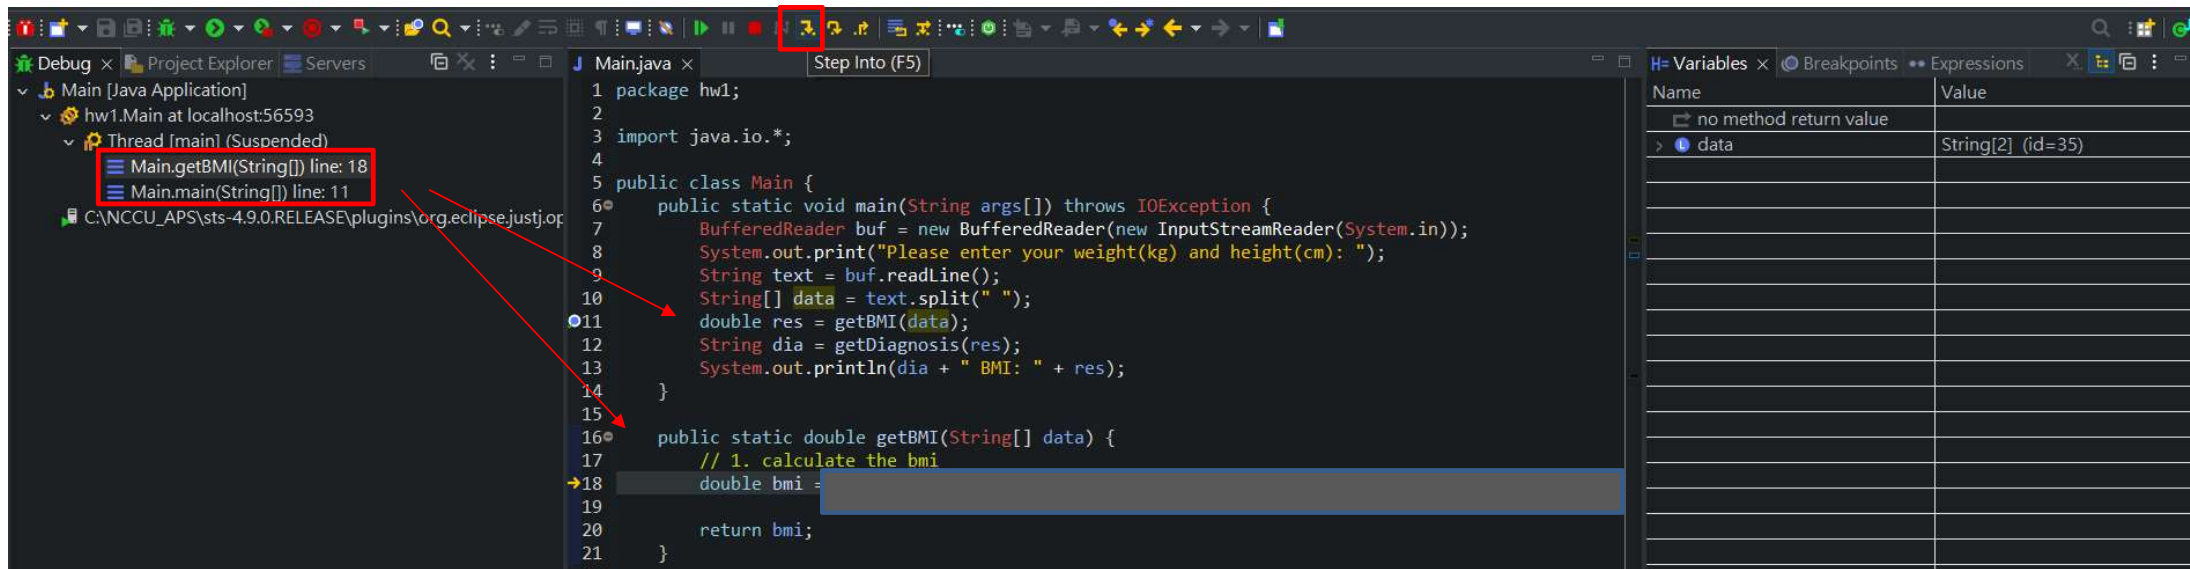 Debug
Project Explorer
Servers
Main [Java Application]
hw1.Main at localhost:56593
Thread [main] (Suspended)
Main.getBMI(String[]) line: 18
Main.main(String[]) line: 11
C:\NCCU_APS\sts-4.9.0.RELEASE\plugins\org.eclipse.justj.op
Main.java
Step Into (F5)
1 package hw1;
2
3 import java.io.*;
4
5 public class Main {
6 public static void main(String args[]) throws IOException {
7 BufferedReader buf = new BufferedReader(new InputStreamReader(System.in));
8 System.out.print("Please enter your weight(kg) and height(cm): ");
9 String text = buf.readLine();
10 String[] data = text.split(" ");
11 double res = getBMI(data);
12 String dia = getDiagnosis(res);
13 System.out.println(dia + " BMI: " + res);
14 }
15
16 public static double getBMI(String[] data) {
17 // 1. calculate the bmi
18 double bmi =
19
20 return bmi;
21 }
Variables
Breakpoints
Expressions
Name Value
no method return value
data String[2] (id=35)